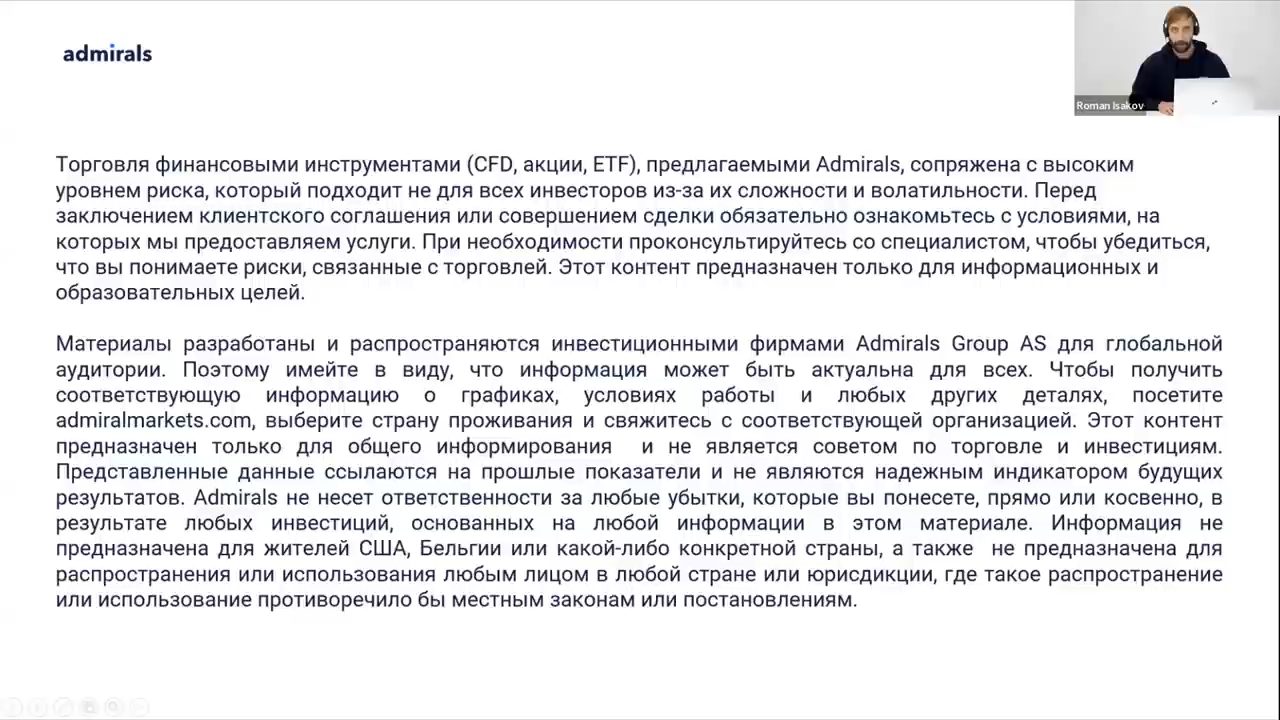 admirals
Roman Isakov
Торговля финансовыми инструментами (CFD, акции, ETF), предлагаемыми Admirals, сопряжена с высоким
уровнем риска, который подходит не для всех инвесторов из-за их сложности и волатильности. Перед
заключением клиентского соглашения или совершением сделки обязательно ознакомьтесь с условиями, на
которых мы предоставляем услуги. При необходимости проконсультируйтесь со специалистом, чтобы убедиться,
что вы понимаете риски, связанные с торговлей. Этот контент предназначен только для информационных и
образовательных целей.
Материалы разработаны и распространяются инвестиционными фирмами Admirals Group AS для глобальной
аудитории. Поэтому имейте в виду, что информация может быть актуальна для всех. Чтобы получить
соответствующую информацию о графиках, условиях работы и любых других деталях, посетите
admiralmarkets.com, выберите страну проживания и свяжитесь с соответствующей организацией. Этот контент
предназначен только для общего информирования и не является советом по торговле и инвестициям.
Представленные данные ссылаются на прошлые показатели и не являются надежным индикатором будущих
результатов. Admirals не несет ответственности за любые убытки, которые вы понесете, прямо или косвенно, в
результате любых инвестиций, основанных на любой информации в этом материале. Информация не
предназначена для жителей США, Бельгии или какой-либо конкретной страны, а также не предназначена для
распространения или использования любым лицом в любой стране или юрисдикции, где такое распространение
или использование противоречило бы местным законам или постановлениям.